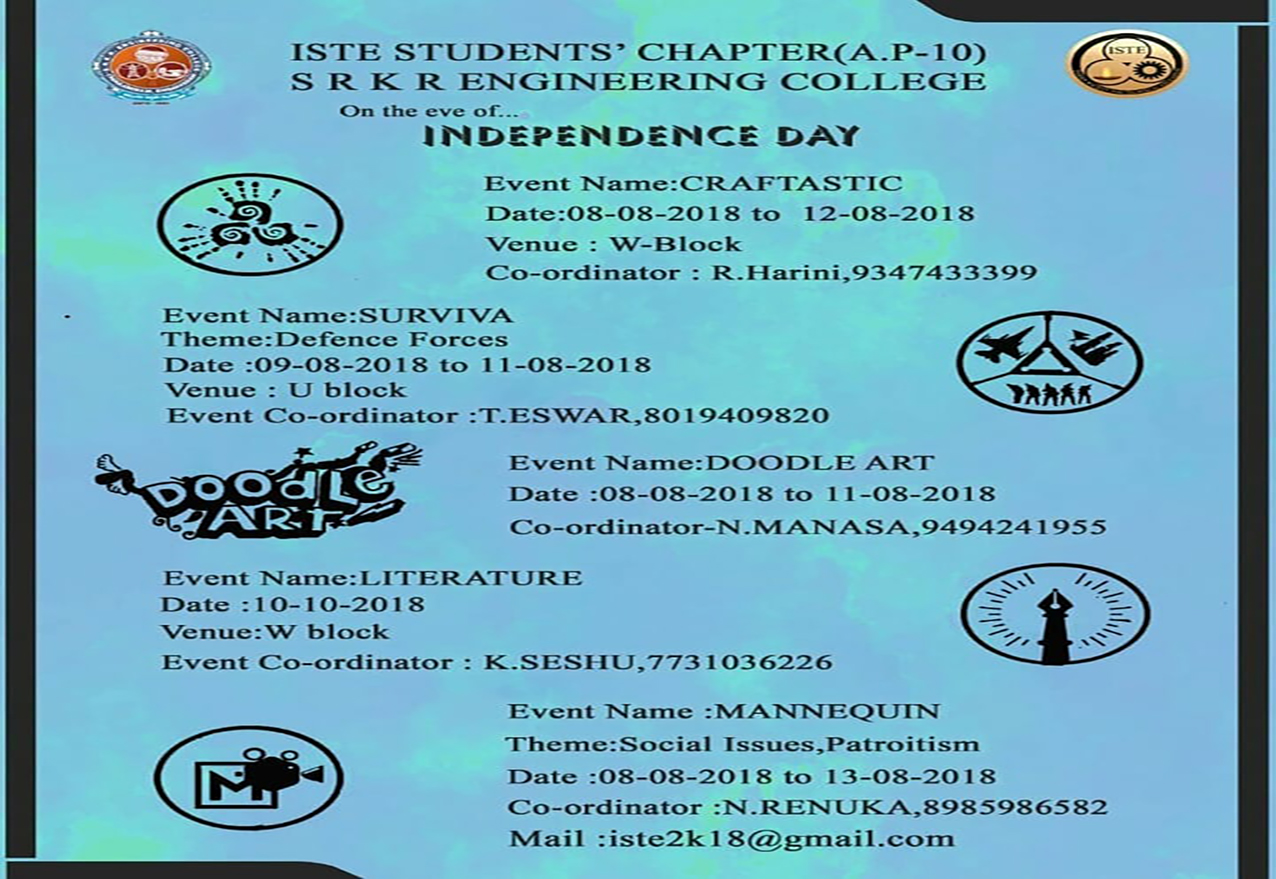 ISTE STUDENTS' CHAPTER(A.P-10)
S R K R ENGINEERING COLLEGE
ISTE
On the eve of...
INDEPENDENCE DAY
Event Name:CRAFTASTIC
Date:08-08-2018 to 12-08-2018
Venue : W-Block
Co-ordinator : R.Harini,9347433399
Event Name:SURVIVA
Theme:Defence Forces
Date :09-08-2018 to 11-08-2018
Venue : U block
Event Co-ordinator :T.ESWAR,8019409820
DOODLE
ART
Event Name:DOODLE ART
Date :08-08-2018 to 11-08-2018
Co-ordinator-N.MANASA,9494241955
Event Name:LITERATURE
Date :10-10-2018
Venue:W block
Event Co-ordinator : K.SESHU,7731036226
Event Name :MANNEQUIN
Theme:Social Issues,Patroitism
Date :08-08-2018 to 13-08-2018
Co-ordinator :N.RENUKA,8985986582
Mail :iste2k18@gmail.com
M